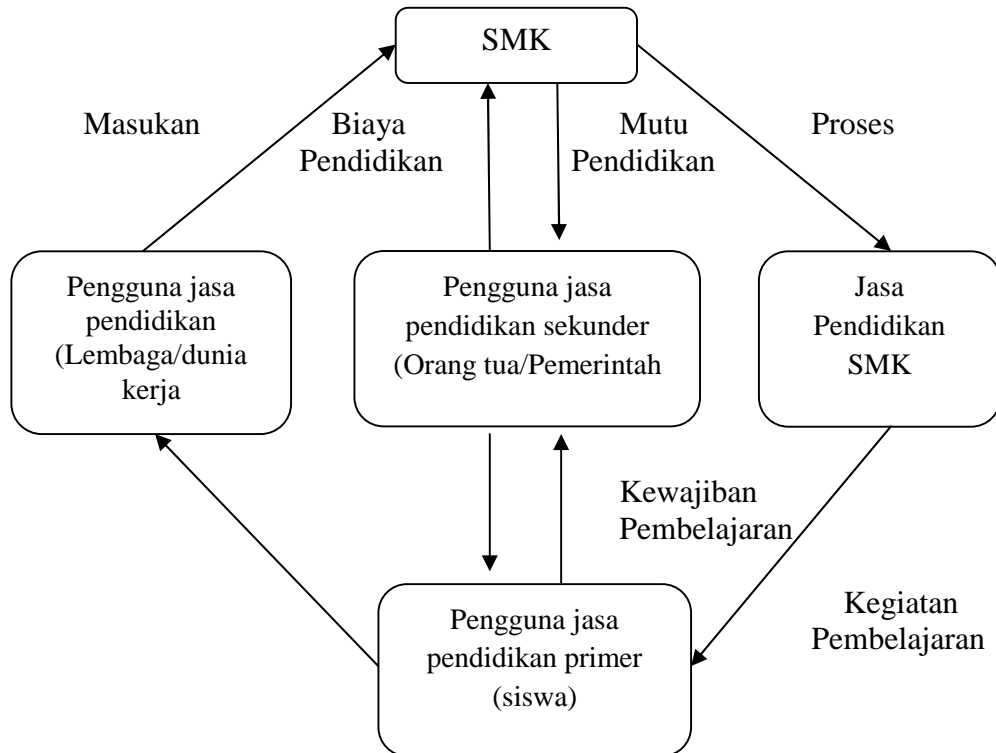 SMK
Masukan
Biaya
Pendidikan
Mutu
Pendidikan
Proses
Pengguna jasa
pendidikan
(Lembaga/dunia
kerja
Pengguna jasa
pendidikan sekunder
(Orang tua/Pemerintah
Jasa
Pendidikan
SMK
Kewajiban
Pembelajaran
Kegiatan
Pembelajaran
Pengguna jasa
pendidikan primer
(siswa)